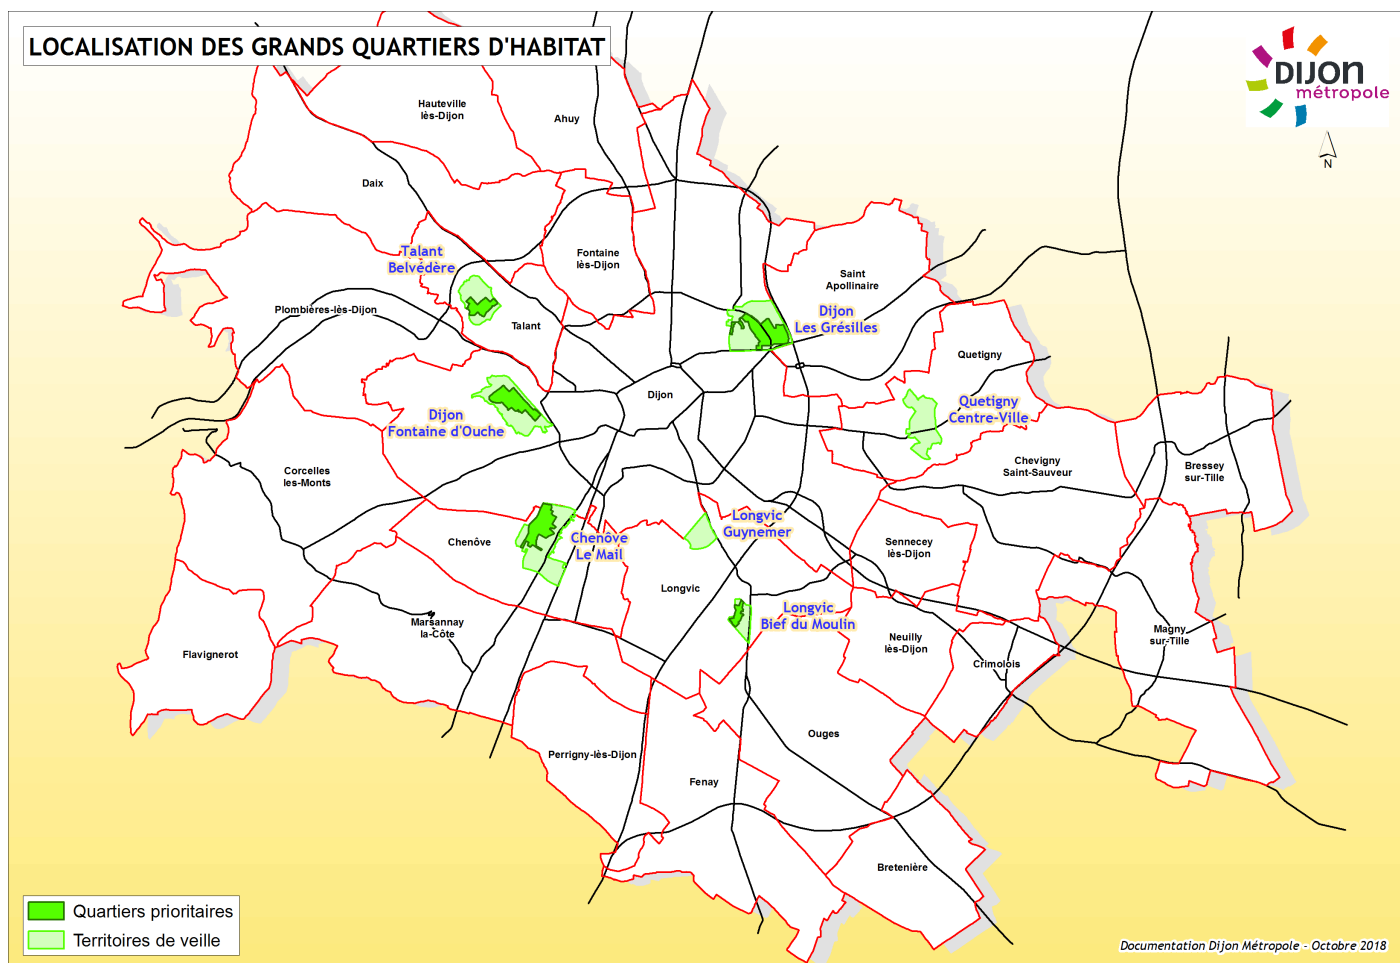 LOCALISATION DES GRANDS QUARTIERS D'HABITAT
DIJON
métropole
N
Hauteville
lès-Dijon
Ahuy
Daix
Talant
Belvédère
Fontaine
lès-Dijon
Saint
Apollinaire
Plombières-lès-Dijon
Talant
Dijon
Les Grésilles
Quetigny
Dijon
Quetigny
Centre-Ville
Dijon
Fontaine d'Ouche
Corcelles
les-Monts
Chevigny
Saint-Sauveur
Bressey
sur-Tille
Longvic
Guynemer
Chenôve
Chenôve
Le Mail
Sennecey
lès-Dijon
Longvic
Longvic
Bief du Moulin
Marsannay
la-Côte
Neuilly
lès-Dijon
Magny
sur-Tille
Flavignerot
Crimolois
Ouges
Perrigny-lès-Dijon
Fenay
Bretenière
Quartiers prioritaires
Territoires de veille
Documentation Dijon Métropole - Octobre 2018